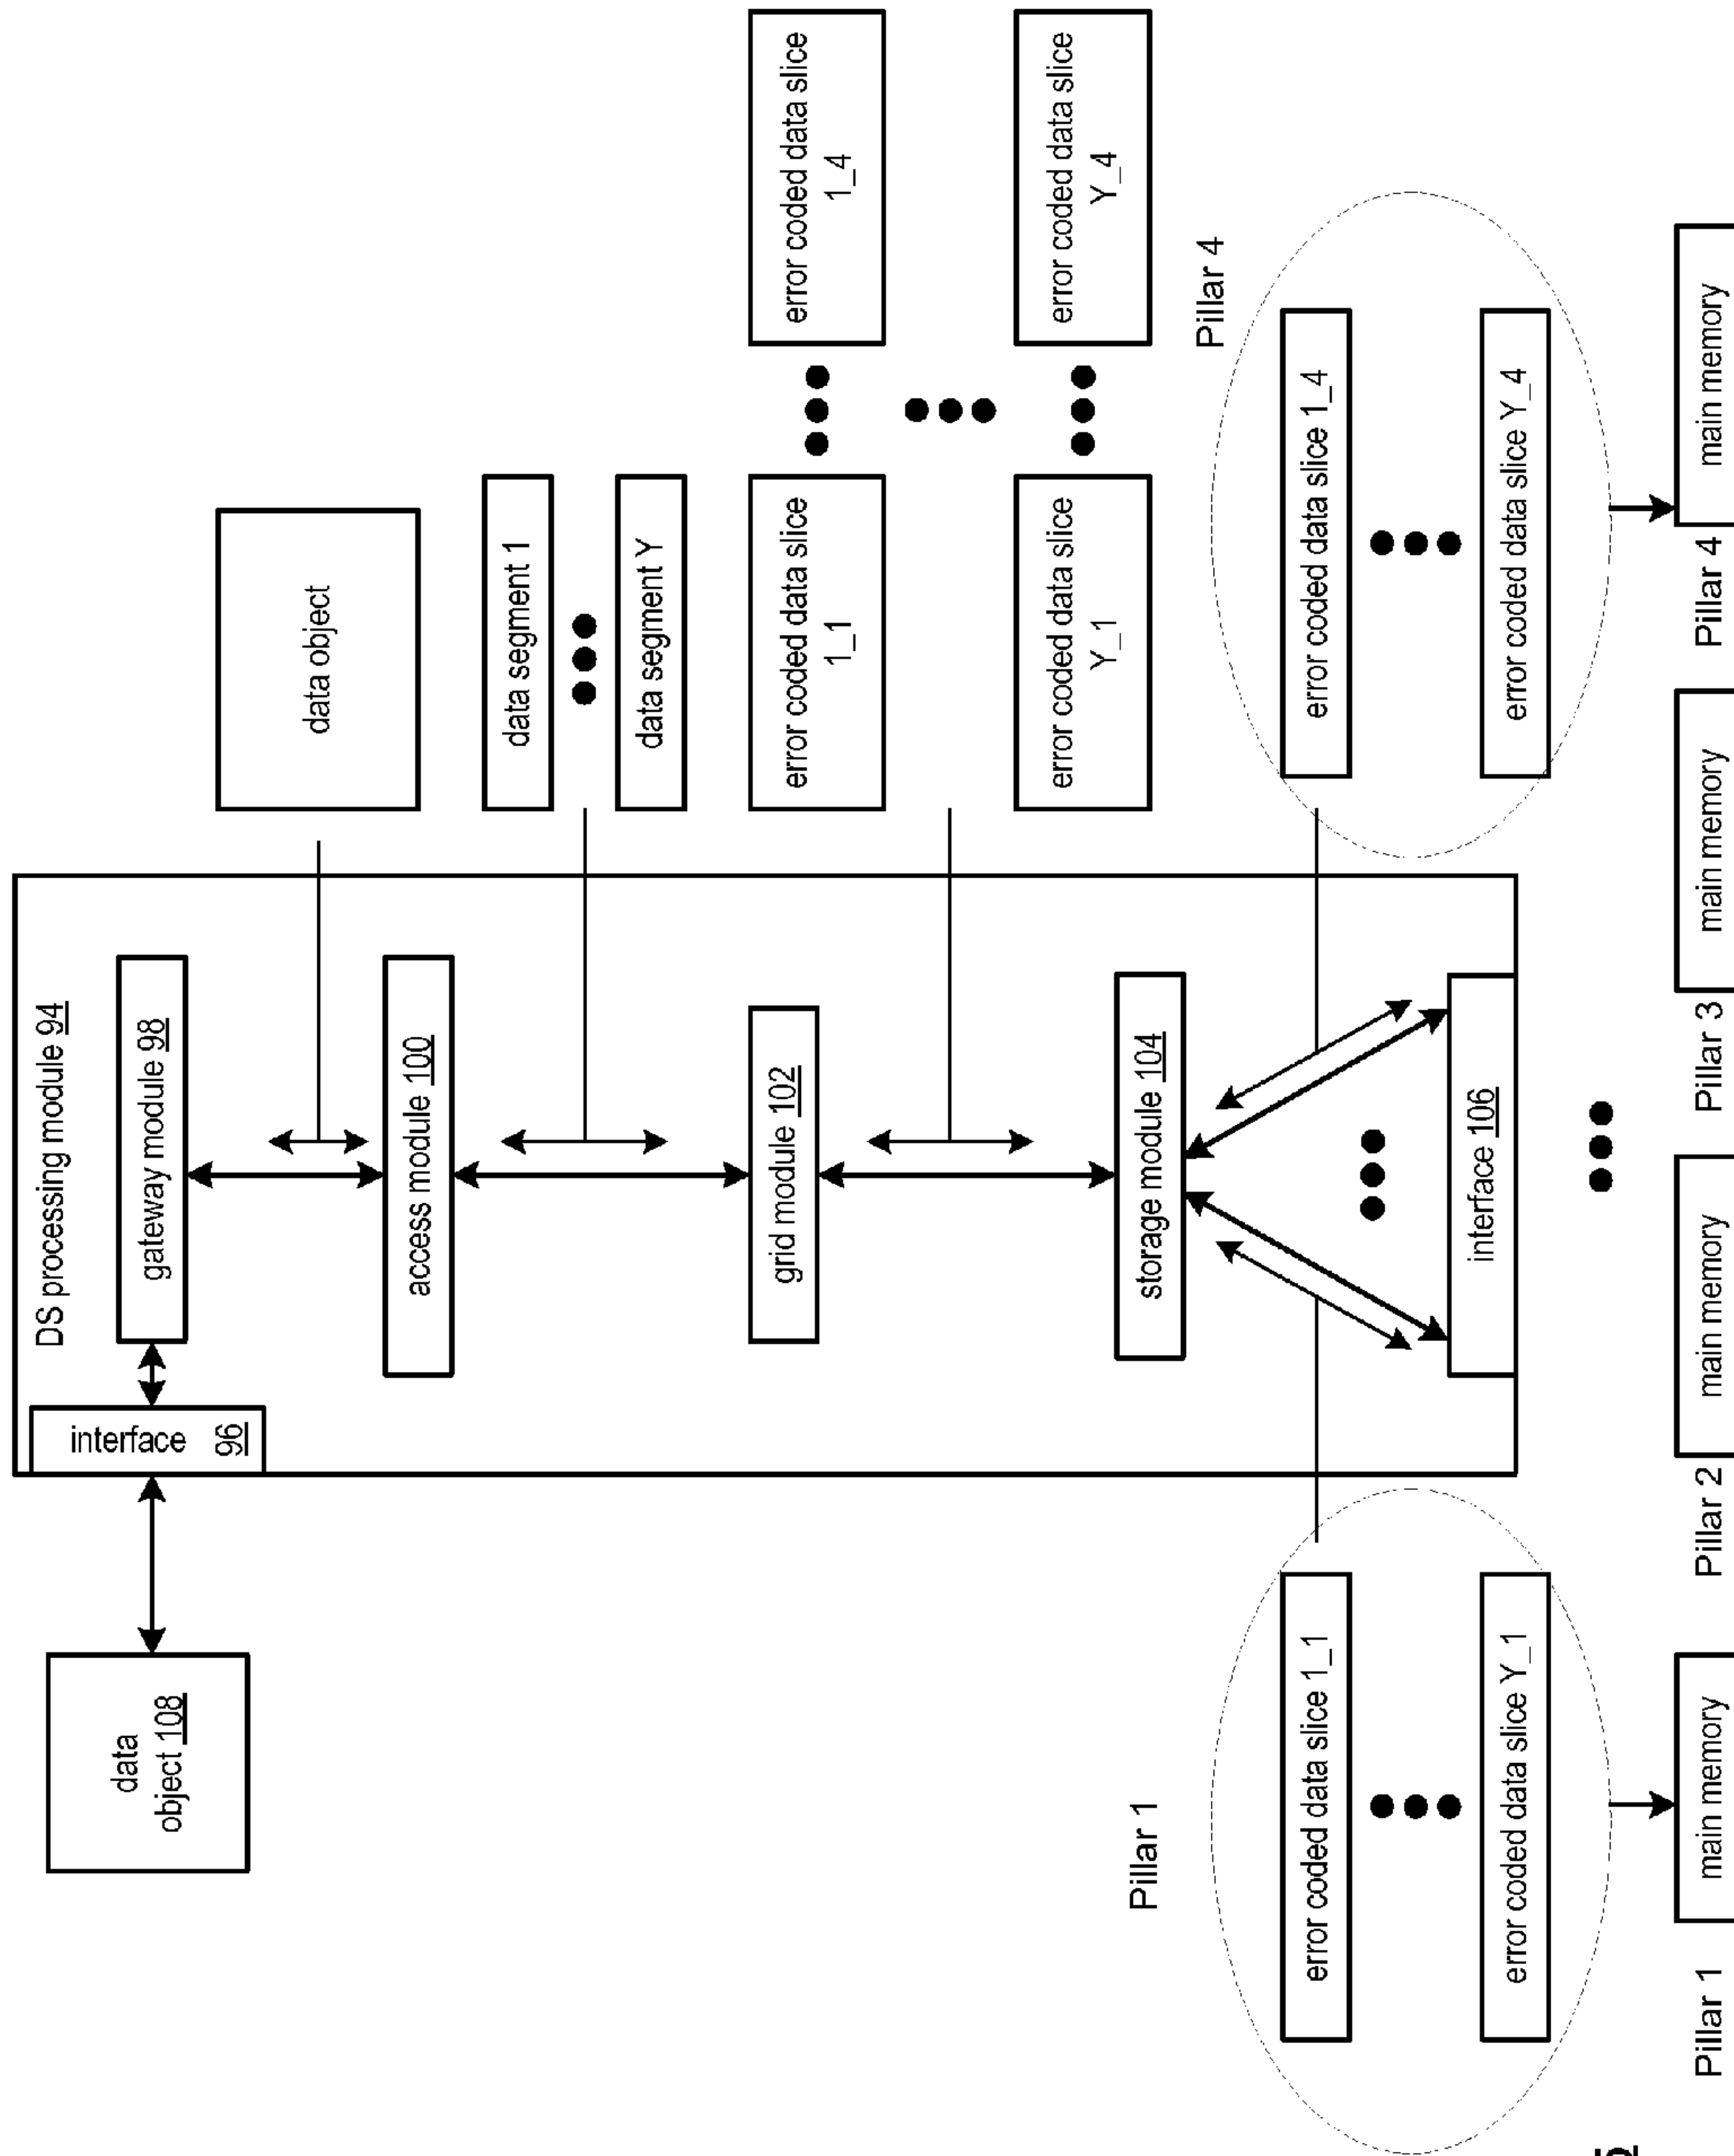 DS processing module 94
data
object 108
interface
96
gateway module 98
data object
access module 100
data segment 1
data segment Y
grid module 102
error coded data slice
1_1
error coded data slice
1_4
error coded data slice
Y_1
error coded data slice
Y_4
storage module 104
interface 106
Pillar 1
error coded data slice 1_1
error coded data slice Y_1
Pillar 4
error coded data slice 1_4
error coded data slice Y_4
Pillar 1
main memory
Pillar 2
main memory
Pillar 3
main memory
Pillar 4
main memory